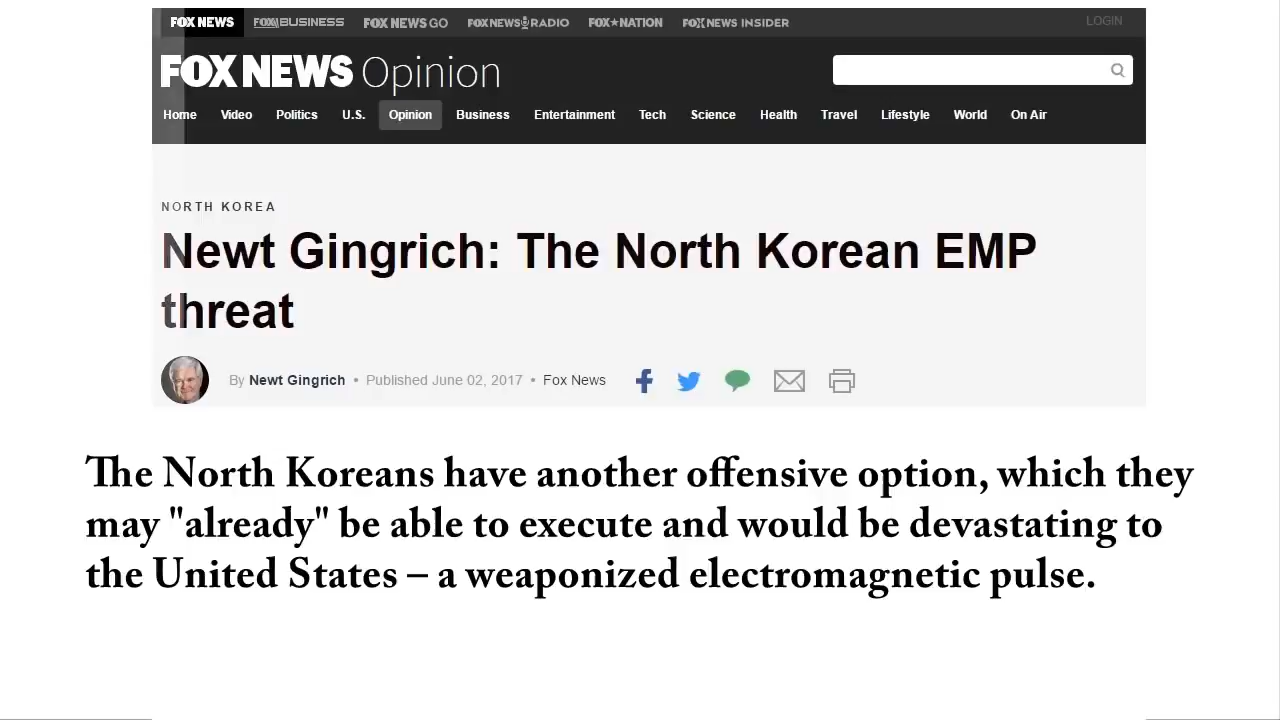 FOX NEWS FOX BUSINESS FOX NEWS GO FOX NEWS RADIO FOX NATION FOX NEWS INSIDER LOGIN
FOX NEWS Opinion
Home Video Politics U.S. Opinion Business Entertainment Tech Science Health Travel Lifestyle World On Air
NORTH KOREA
Newt Gingrich: The North Korean EMP
threat
By Newt Gingrich • Published June 02, 2017 • Fox News
The North Koreans have another offensive option, which they
may "already" be able to execute and would be devastating to
the United States – a weaponized electromagnetic pulse.